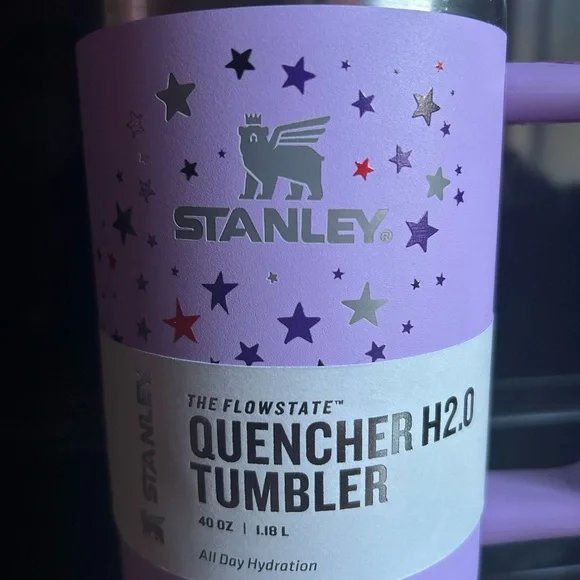 STANLEY®
THE FLOWSTATE™
QUENCHER H2.0
TUMBLER
40 OZ | 1.18 L
All Day Hydration
STANLEY